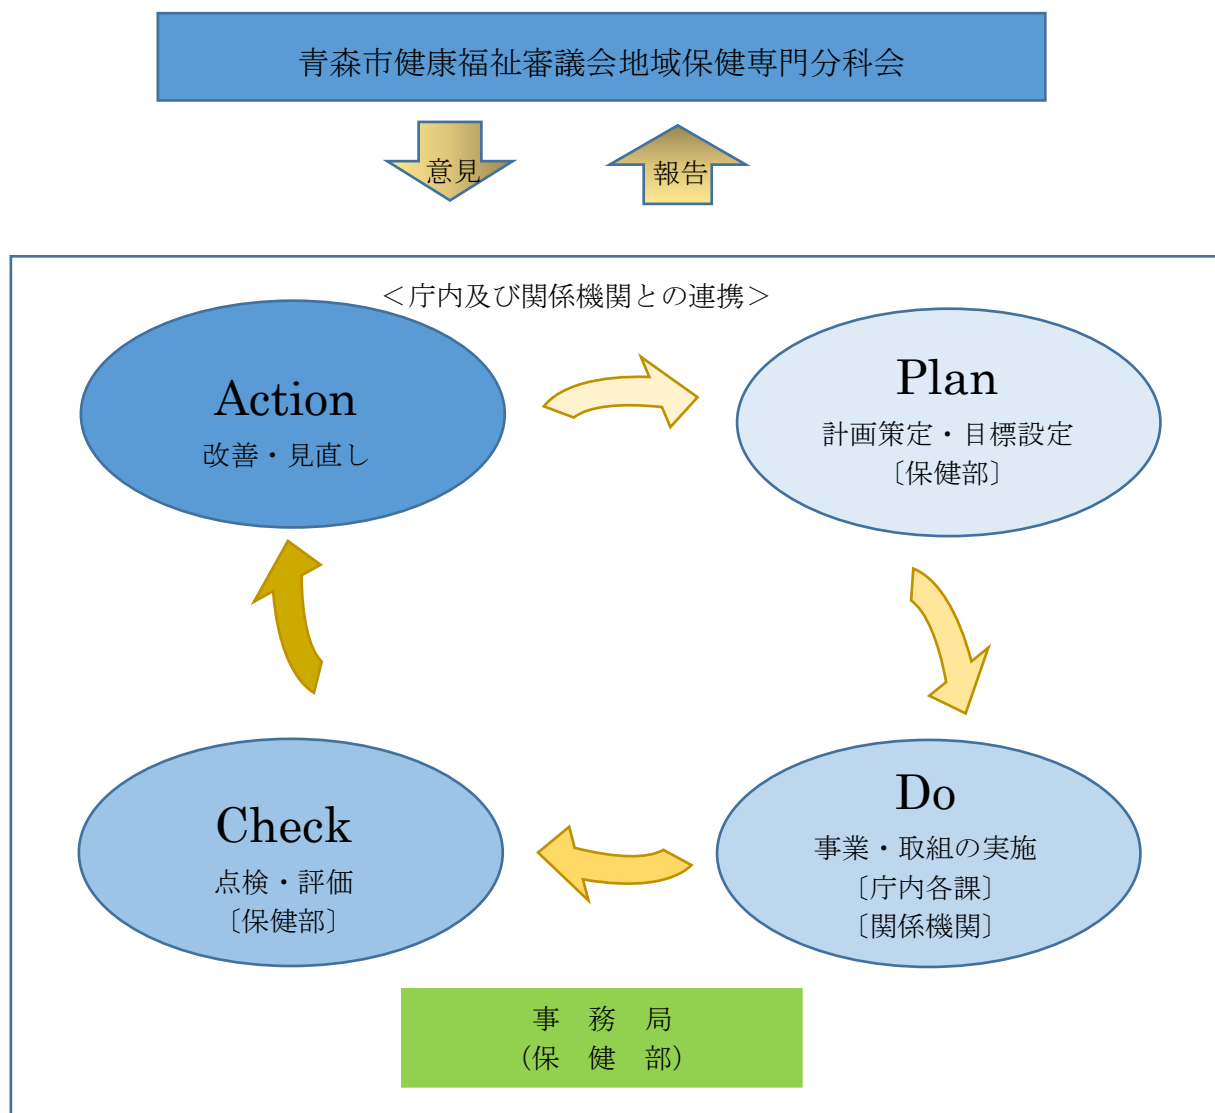 青森市健康福祉審議会地域保健専門分科会
意見
報告
＜庁内及び関係機関との連携＞
Action
改善・見直し
Plan
計画策定・目標設定
〔保健部〕
Check
点検・評価
〔保健部〕
Do
事業・取組の実施
〔庁内各課〕
〔関係機関〕
事　務　局
（保　健　部）